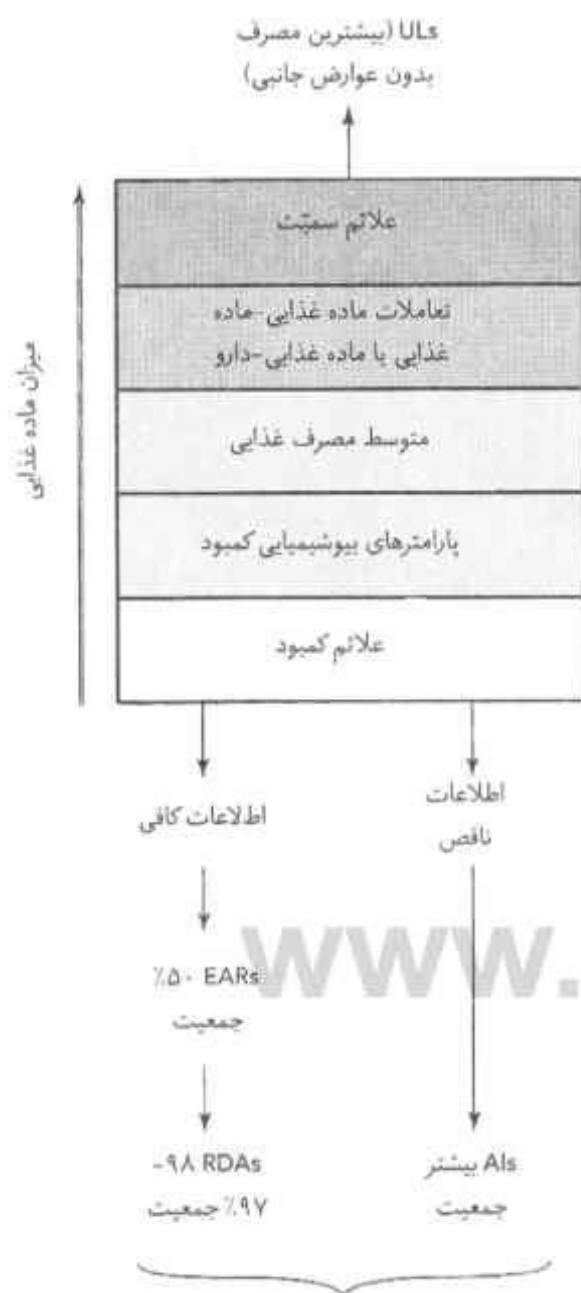 ULs (بیشترین مصرف
بدون عوارض جانبی)
میزان ماده غذایی
علائم سمیّت
تعاملات ماده غذایی-ماده
غذایی یا ماده غذایی-دارو
متوسط مصرف غذایی
پارامترهای بیوشیمیایی کمبود
علائم کمبود
اطلاعات
ناقص
اطلاعات کافی
٪۵۰ EARs
جمعیت
AIs بیشتر
جمعیت
-۹۸ RDAs
٪۹۷ جمعیت
www.